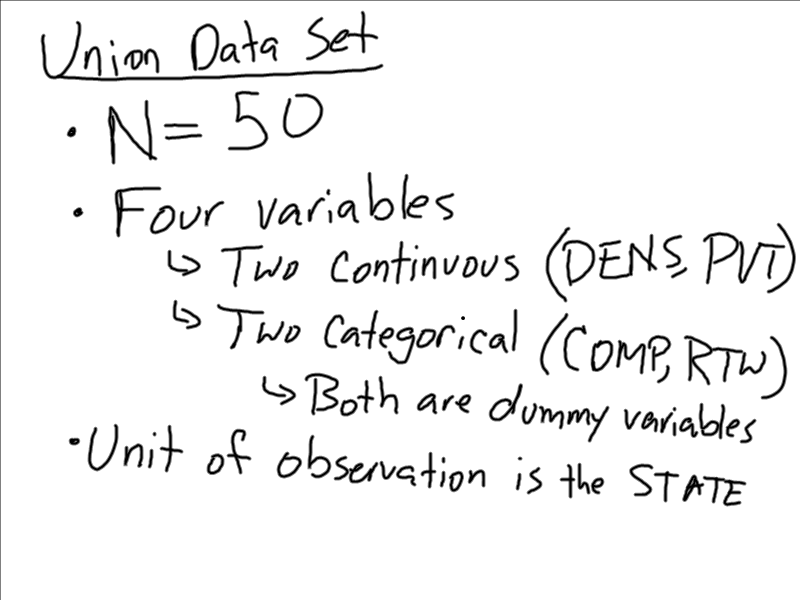 Union Data Set
• N= 50
• Four variables
↳ Two Continuous (DENS, PVT)
↳ Two Categorical (COMP, RTW)
↳ Both are dummy variables
• Unit of observation is the STATE